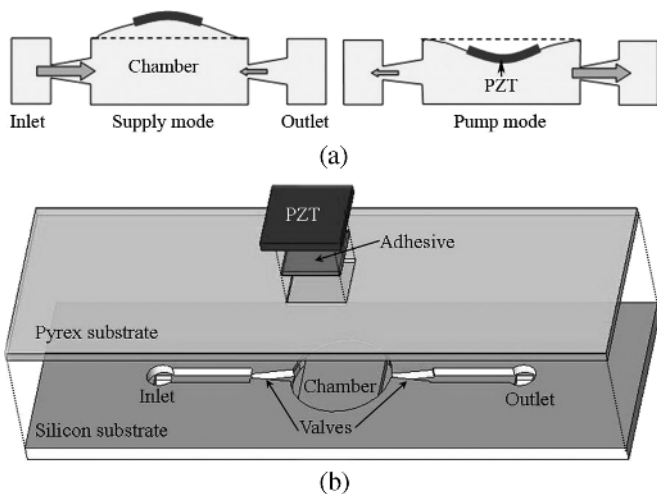 Chamber
PZT
Inlet
Supply mode
Outlet
Pump mode
(a)
PZT
Adhesive
Pyrex substrate
Chamber
Inlet
Outlet
Valves
Silicon substrate
(b)